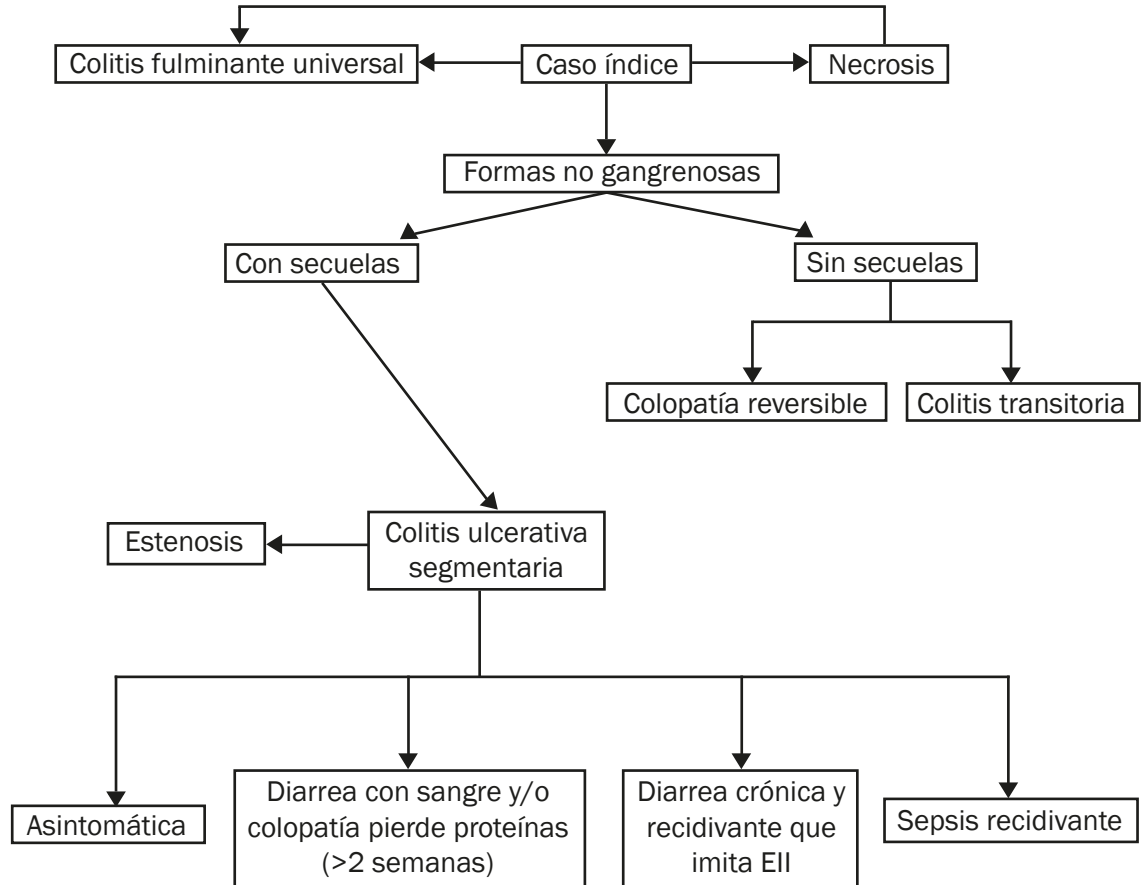 Colitis fulminante universal
Caso índice
Necrosis
Formas no gangrenosas
Con secuelas
Sin secuelas
Colopatía reversible
Colitis transitoria
Estenosis
Colitis ulcerativa
segmentaria
Asintomática
Diarrea con sangre y/o
colopatía pierde proteínas
(>2 semanas)
Diarrea crónica y
recidivante que
imita EII
Sepsis recidivante